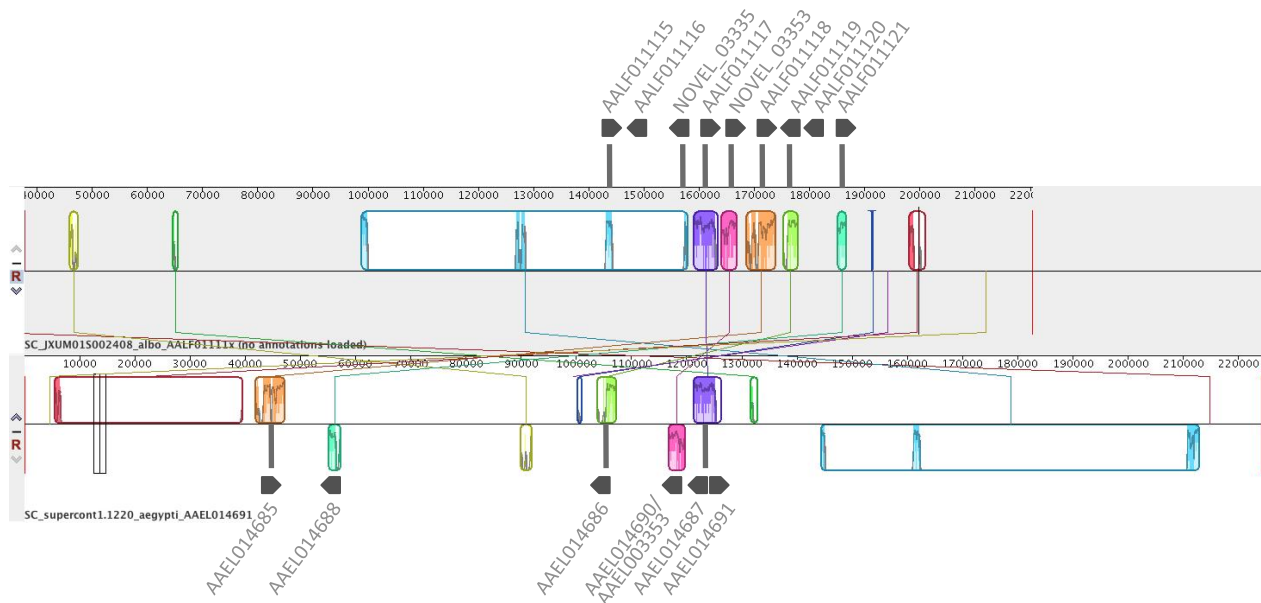 AALF011115
AALF011116
NOVEL_03335
AALF011117
NOVEL_03353
AALF011118
AALF011119
AALF011120
AALF011121
40000 50000 60000 70000 80000 90000 100000 110000 120000 130000 140000 150000 160000 170000 180000 190000 200000 210000 220
R
SC_JXUM01S002408_albo_AALF01111x (no annotations loaded)
10000 20000 30000 40000 50000 60000 70000 80000 90000 100000 110000 120000 130000 140000 150000 160000 170000 180000 190000 200000 210000 220000
R
SC_supercont1.1220_aegypti_AAEL014691
AAEL014685
AAEL014688
AAEL014686
AAEL014690/
AAEL003353
AAEL014687
AAEL014691